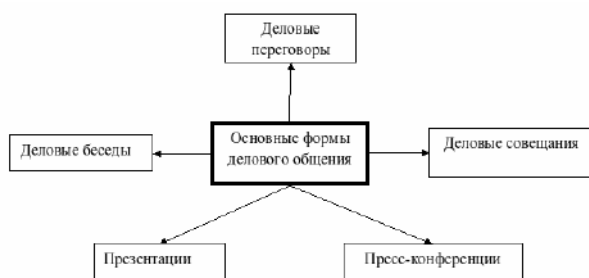 Деловые
переговоры
Деловые беседы
Основные формы
делового общения
Деловые совещания
Презентации
Пресс-конференции